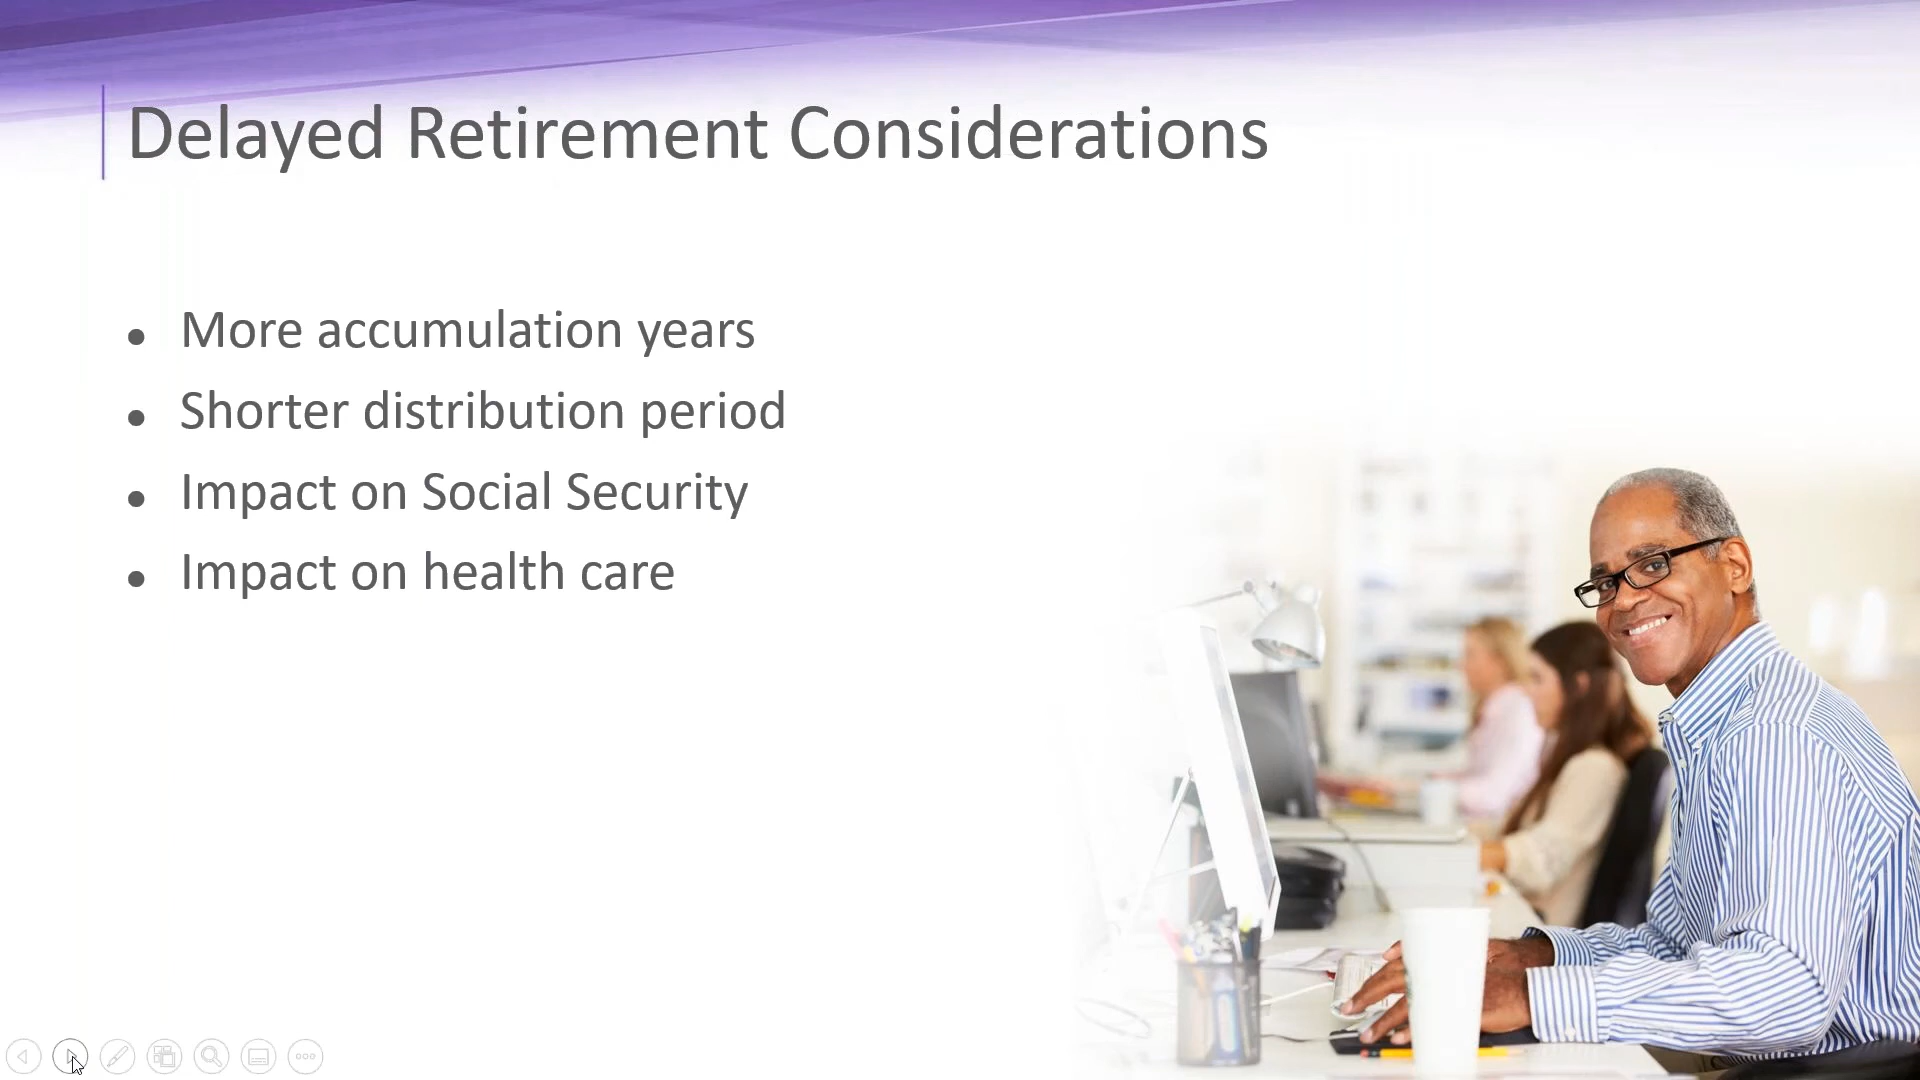 Delayed Retirement Considerations
• More accumulation years
• Shorter distribution period
• Impact on Social Security
• Impact on health care